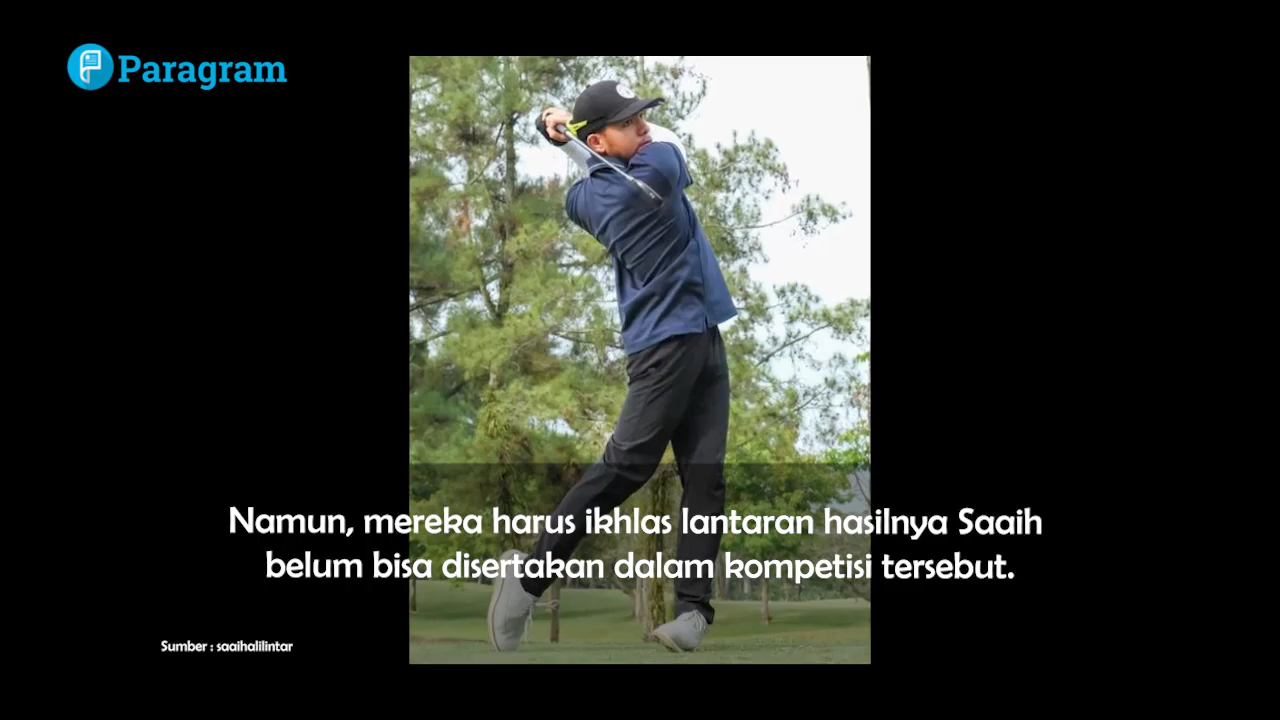 Paragram
Namun, mereka harus ikhlas lantaran hasilnya Saaih
belum bisa disertakan dalam kompetisi tersebut.
Sumber : saaihalilintar